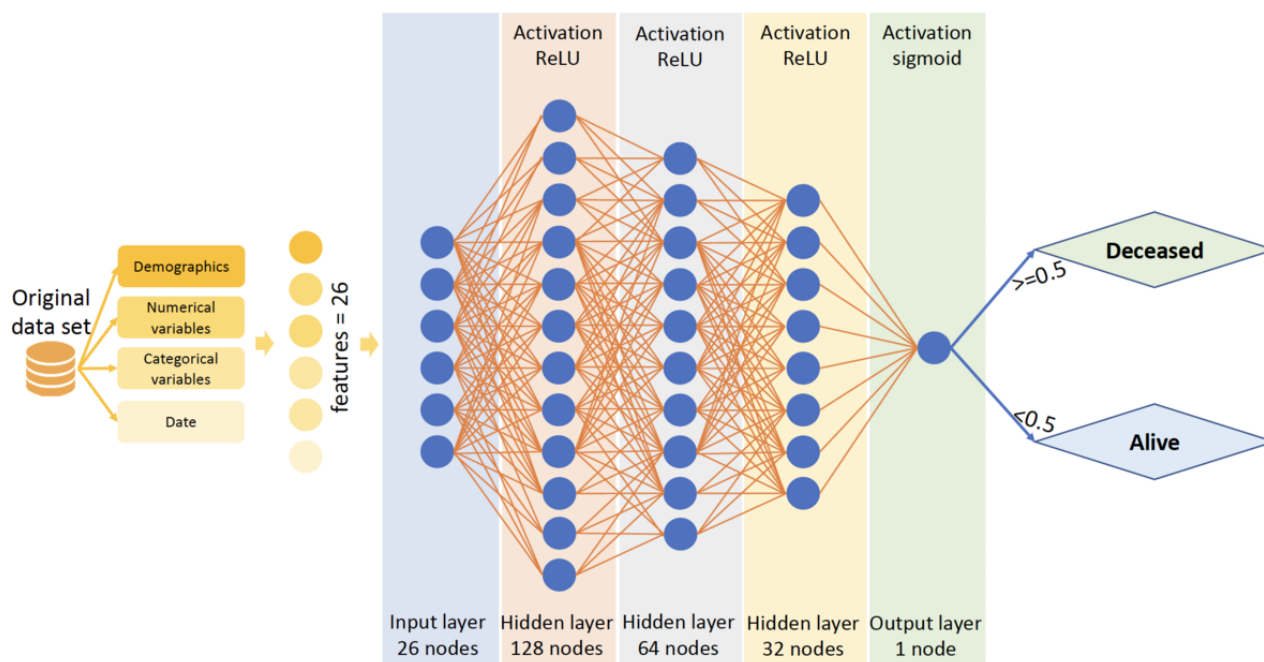 Activation
ReLU
Activation
ReLU
Activation
ReLU
Activation
sigmoid
Original
data set
Demographics
Numerical
variables
Categorical
variables
Date
features = 26
>=0.5
<0.5
Deceased
Alive
Input layer
26 nodes
Hidden layer
128 nodes
Hidden layer
64 nodes
Hidden layer
32 nodes
Output layer
1 node